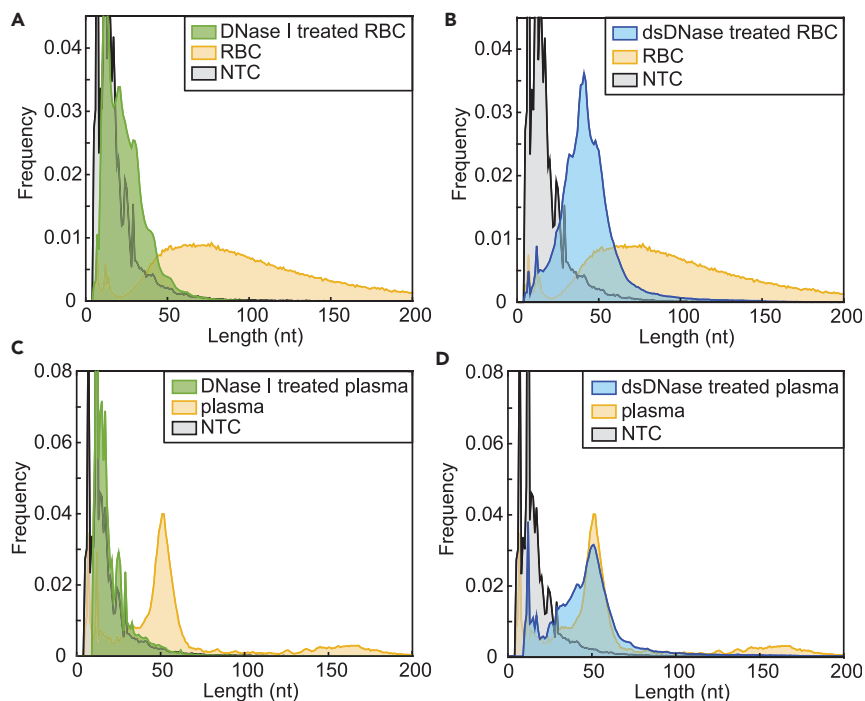 A
DNase I treated RBC
RBC
NTC
Frequency
0.04
0.03
0.02
0.01
0
0 50 100 150 200
Length (nt)
B
dsDNase treated RBC
RBC
NTC
Frequency
0.04
0.03
0.02
0.01
0
0 50 100 150 200
Length (nt)
C
DNase I treated plasma
plasma
NTC
Frequency
0.08
0.06
0.04
0.02
0
0 50 100 150 200
Length (nt)
D
dsDNase treated plasma
plasma
NTC
Frequency
0.08
0.06
0.04
0.02
0
0 50 100 150 200
Length (nt)